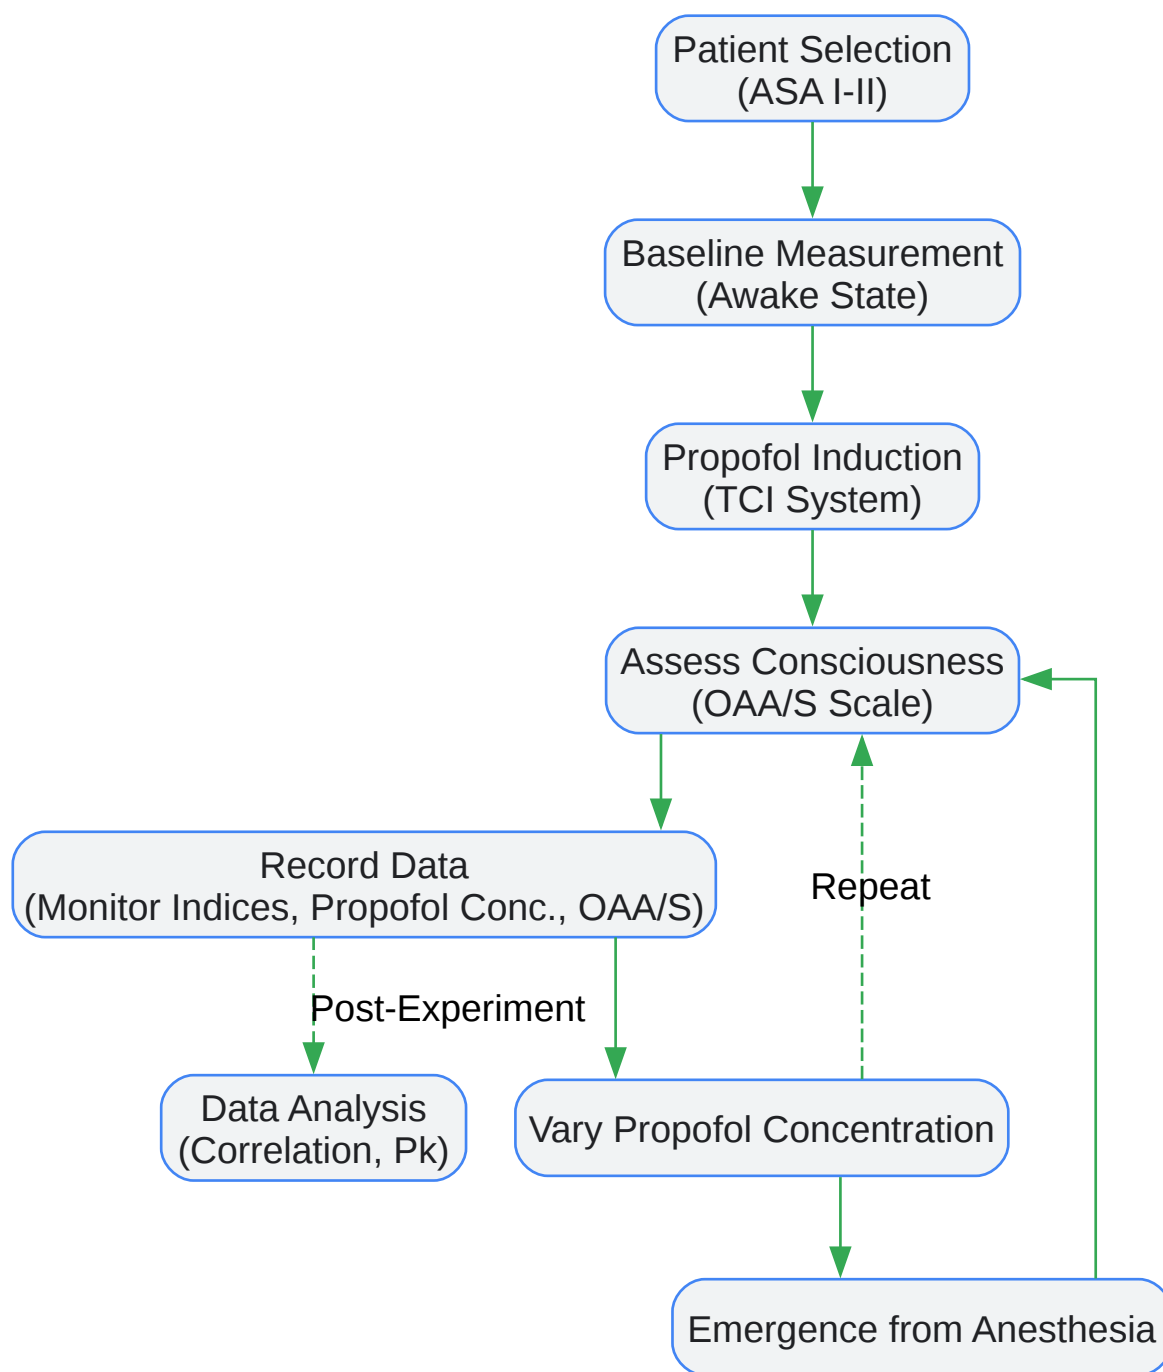 Patient Selection
(ASA I-II)
Baseline Measurement
(Awake State)
Propofol Induction
(TCI System)
Assess Consciousness
(OAA/S Scale)
Record Data
(Monitor Indices, Propofol Conc., OAA/S)
Repeat
Post-Experiment
Data Analysis
(Correlation, Pk)
Vary Propofol Concentration
Emergence from Anesthesia